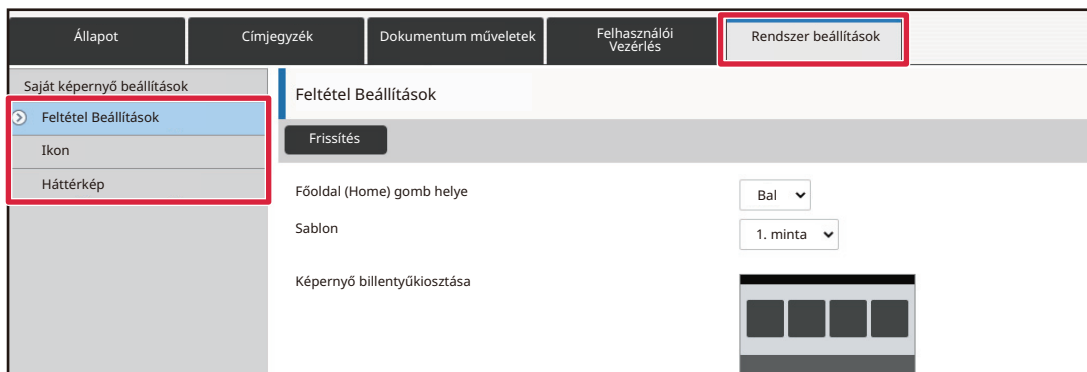 Állapot
Címjegyzék
Dokumentum műveletek
Felhasználói
Vezérlés
Rendszer beállítások
Saját képernyő beállítások
Feltétel Beállítások
Ikon
Háttérkép
Feltétel Beállítások
Frissítés
Főoldal (Home) gomb helye
Bal
Sablon
1. minta
Képernyő billentyűkiosztása